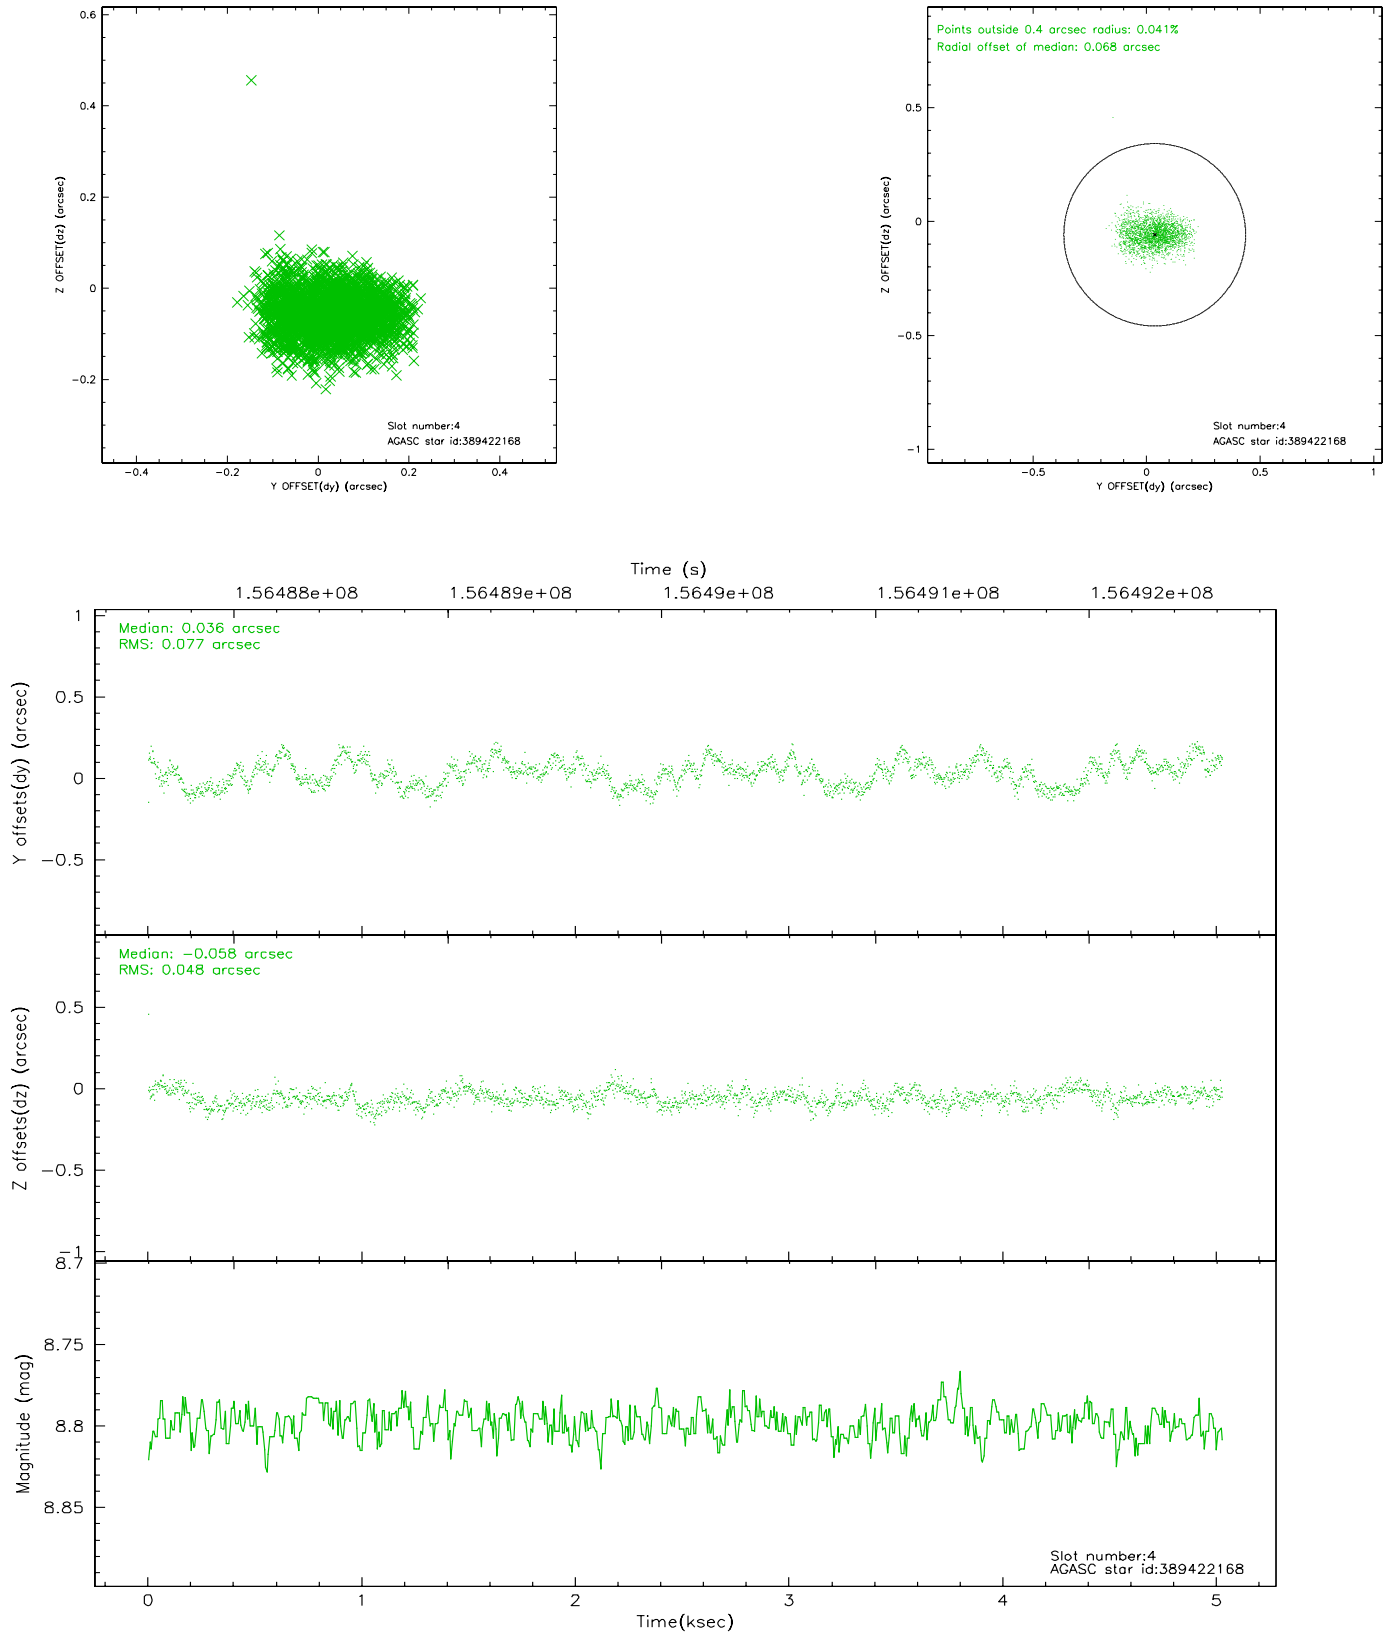 0.6
0.4
0.2
0
−0.2
Z OFFSET(dz) (arcsec)
Slot number:4
AGASC star id:389422168
−0.4 −0.2 0 0.2 0.4
Y OFFSET(dy) (arcsec)
Points outside 0.4 arcsec radius: 0.041%
Radial offset of median: 0.068 arcsec
0.5
0
−0.5
−1
Z OFFSET(dz) (arcsec)
Slot number:4
AGASC star id:389422168
−0.5 0 0.5 1
Y OFFSET(dy) (arcsec)
Time (s)
1.56488e+08 1.56489e+08 1.5649e+08 1.56491e+08 1.56492e+08
Median: 0.036 arcsec
RMS: 0.077 arcsec
1
0.5
0
−0.5
Y offsets(dy) (arcsec)
Median: −0.058 arcsec
RMS: 0.048 arcsec
0.5
0
−0.5
−1
Z offsets(dz) (arcsec)
8.7
8.75
8.8
8.85
Magnitude (mag)
Slot number:4
AGASC star id:389422168
0 1 2 3 4 5
Time(ksec)